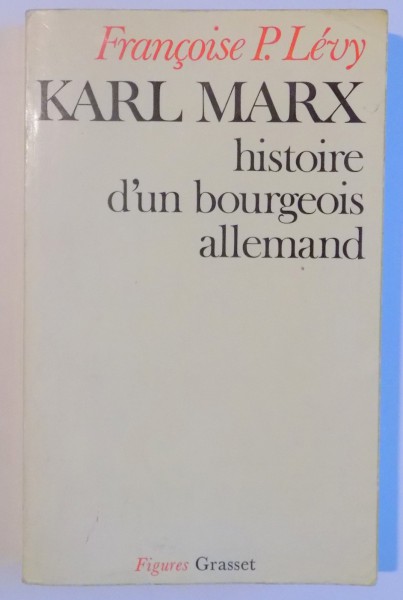 Françoise P. Lévy
KARL MARX
histoire
d'un bourgeois
allemand
Figures Grasset